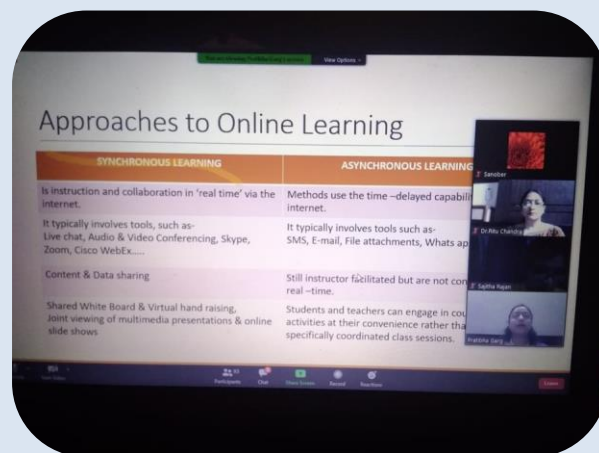 View Options
Approaches to Online Learning
SYNCHRONOUS LEARNING
ASYNCHRONOUS LEARNING
Is instruction and collaboration in 'real time' via the
internet.
Methods use the time –delayed
internet.
It typically involves tools, such as-
Live chat, Audio & Video Conferencing, Skype,
Zoom, Cisco WebEx.....
It typically involves tools such as-
SMS, E-mail, File attachments, Whats
Content & Data sharing
Still instructor facilitated but are not
real –time.
Shared White Board & Virtual hand raising,
Joint viewing of multimedia presentations & online
slide shows
Students and teachers can engage in
activities at their convenience rather
specifically coordinated class sessions.
Sanober
Dr.Ritu Chandra
Sajitha Rajan
Pratibha Garg
Participants
Chat
Share Screen
Record
Reactions